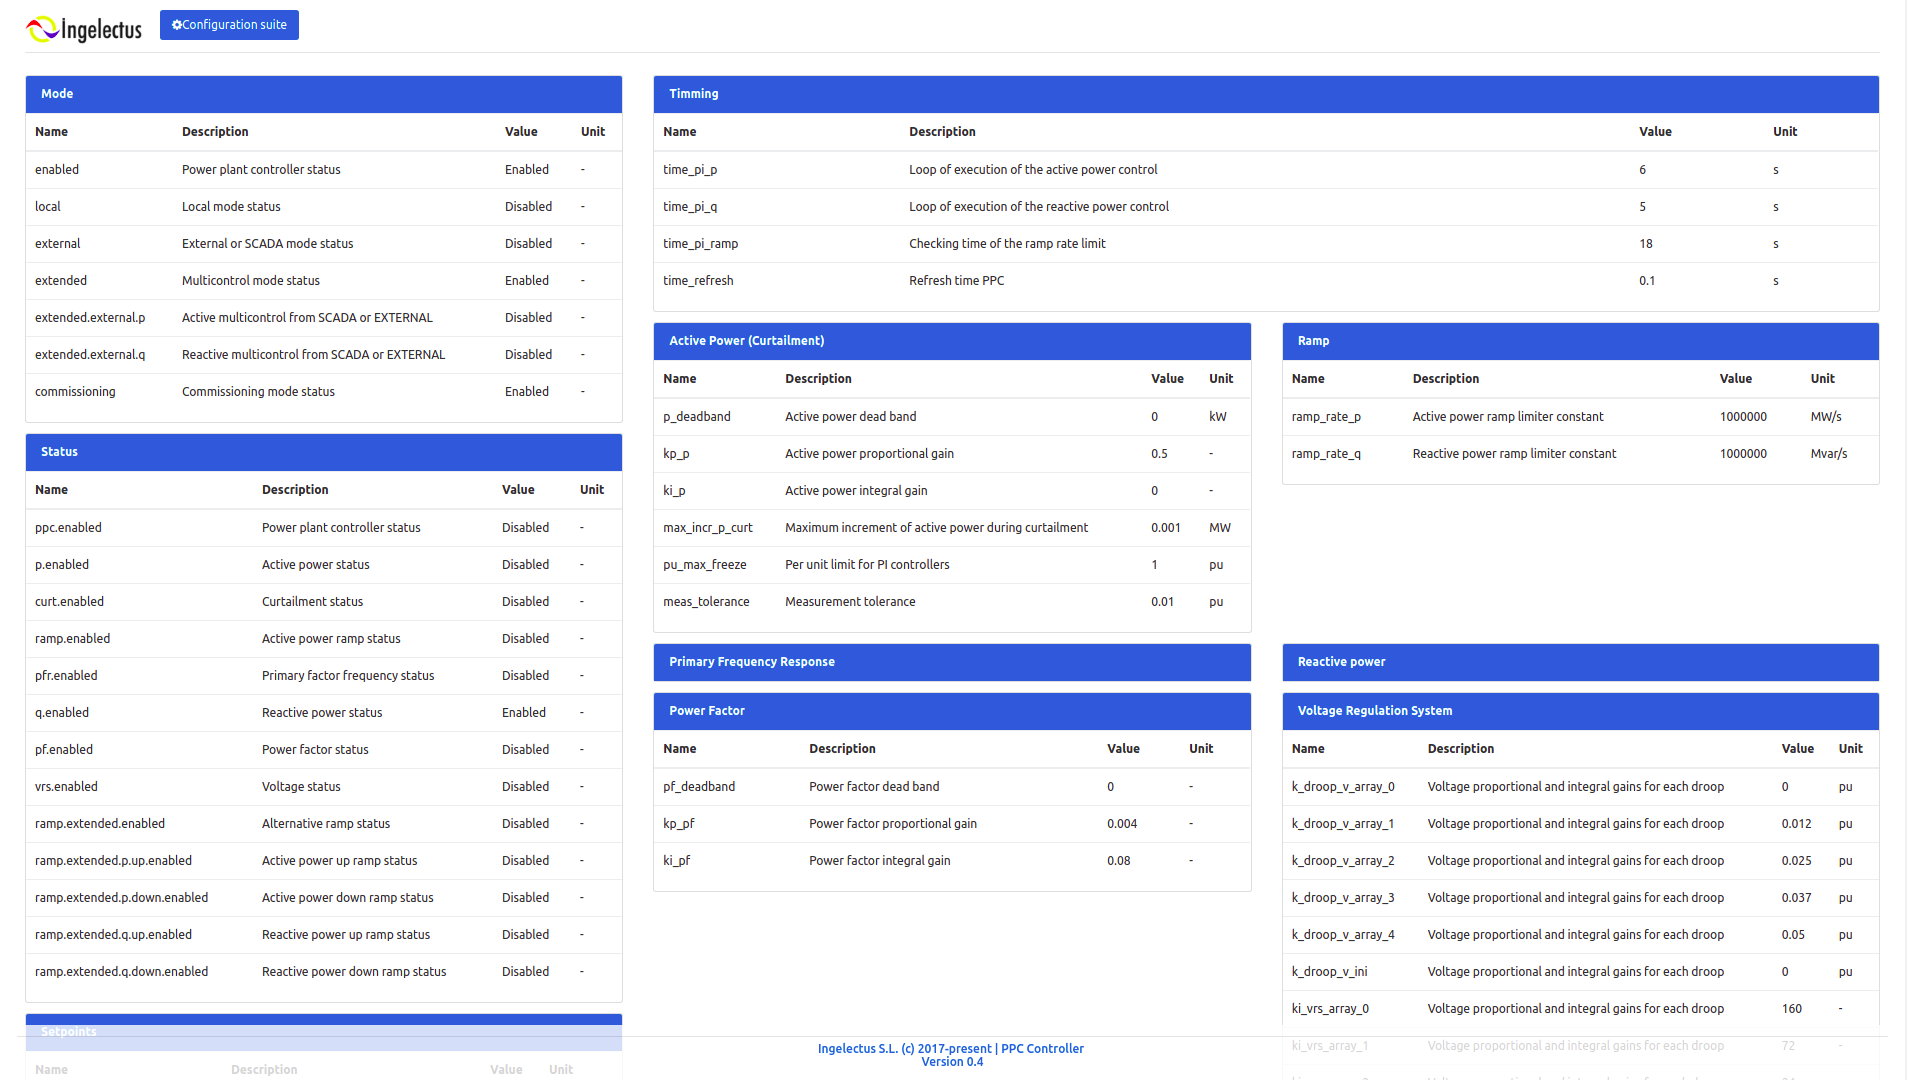 İngelectus
Configuration suite
Mode
Name Description Value Unit
enabled Power plant controller status Enabled -
local Local mode status Disabled -
external External or SCADA mode status Disabled -
extended Multicontrol mode status Enabled -
extended.external.p Active multicontrol from SCADA or EXTERNAL Disabled -
extended.external.q Reactive multicontrol from SCADA or EXTERNAL Disabled -
commissioning Commissioning mode status Enabled -
Status
Name Description Value Unit
ppc.enabled Power plant controller status Disabled -
p.enabled Active power status Disabled -
curt.enabled Curtailment status Disabled -
ramp.enabled Active power ramp status Disabled -
pfr.enabled Primary factor frequency status Disabled -
q.enabled Reactive power status Enabled -
pf.enabled Power factor status Disabled -
vrs.enabled Voltage status Disabled -
ramp.extended.enabled Alternative ramp status Disabled -
ramp.extended.p.up.enabled Active power up ramp status Disabled -
ramp.extended.p.down.enabled Active power down ramp status Disabled -
ramp.extended.q.up.enabled Reactive power up ramp status Disabled -
ramp.extended.q.down.enabled Reactive power down ramp status Disabled -
Setpoints
Name Description Value Unit
Timming
Name Description Value Unit
time_pi_p Loop of execution of the active power control 6 s
time_pi_q Loop of execution of the reactive power control 5 s
time_pi_ramp Checking time of the ramp rate limit 18 s
time_refresh Refresh time PPC 0.1 s
Active Power (Curtailment)
Name Description Value Unit
p_deadband Active power dead band 0 kW
kp_p Active power proportional gain 0.5 -
ki_p Active power integral gain 0 -
max_incr_p_curt Maximum increment of active power during curtailment 0.001 MW
pu_max_freeze Per unit limit for PI controllers 1 pu
meas_tolerance Measurement tolerance 0.01 pu
Ramp
Name Description Value Unit
ramp_rate_p Active power ramp limiter constant 1000000 MW/s
ramp_rate_q Reactive power ramp limiter constant 1000000 Mvar/s
Primary Frequency Response
Reactive power
Power Factor
Name Description Value Unit
pf_deadband Power factor dead band 0 -
kp_pf Power factor proportional gain 0.004 -
ki_pf Power factor integral gain 0.08 -
Voltage Regulation System
Name Description Value Unit
k_droop_v_array_0 Voltage proportional and integral gains for each droop 0 pu
k_droop_v_array_1 Voltage proportional and integral gains for each droop 0.012 pu
k_droop_v_array_2 Voltage proportional and integral gains for each droop 0.025 pu
k_droop_v_array_3 Voltage proportional and integral gains for each droop 0.037 pu
k_droop_v_array_4 Voltage proportional and integral gains for each droop 0.05 pu
k_droop_v_ini Voltage proportional and integral gains for each droop 0 pu
ki_vrs_array_0 Voltage proportional and integral gains for each droop 160 -
ki_vrs_array_1 Voltage proportional and integral gains for each droop 72 -
Ingelectus S.L. (c) 2017-present | PPC Controller
Version 0.4